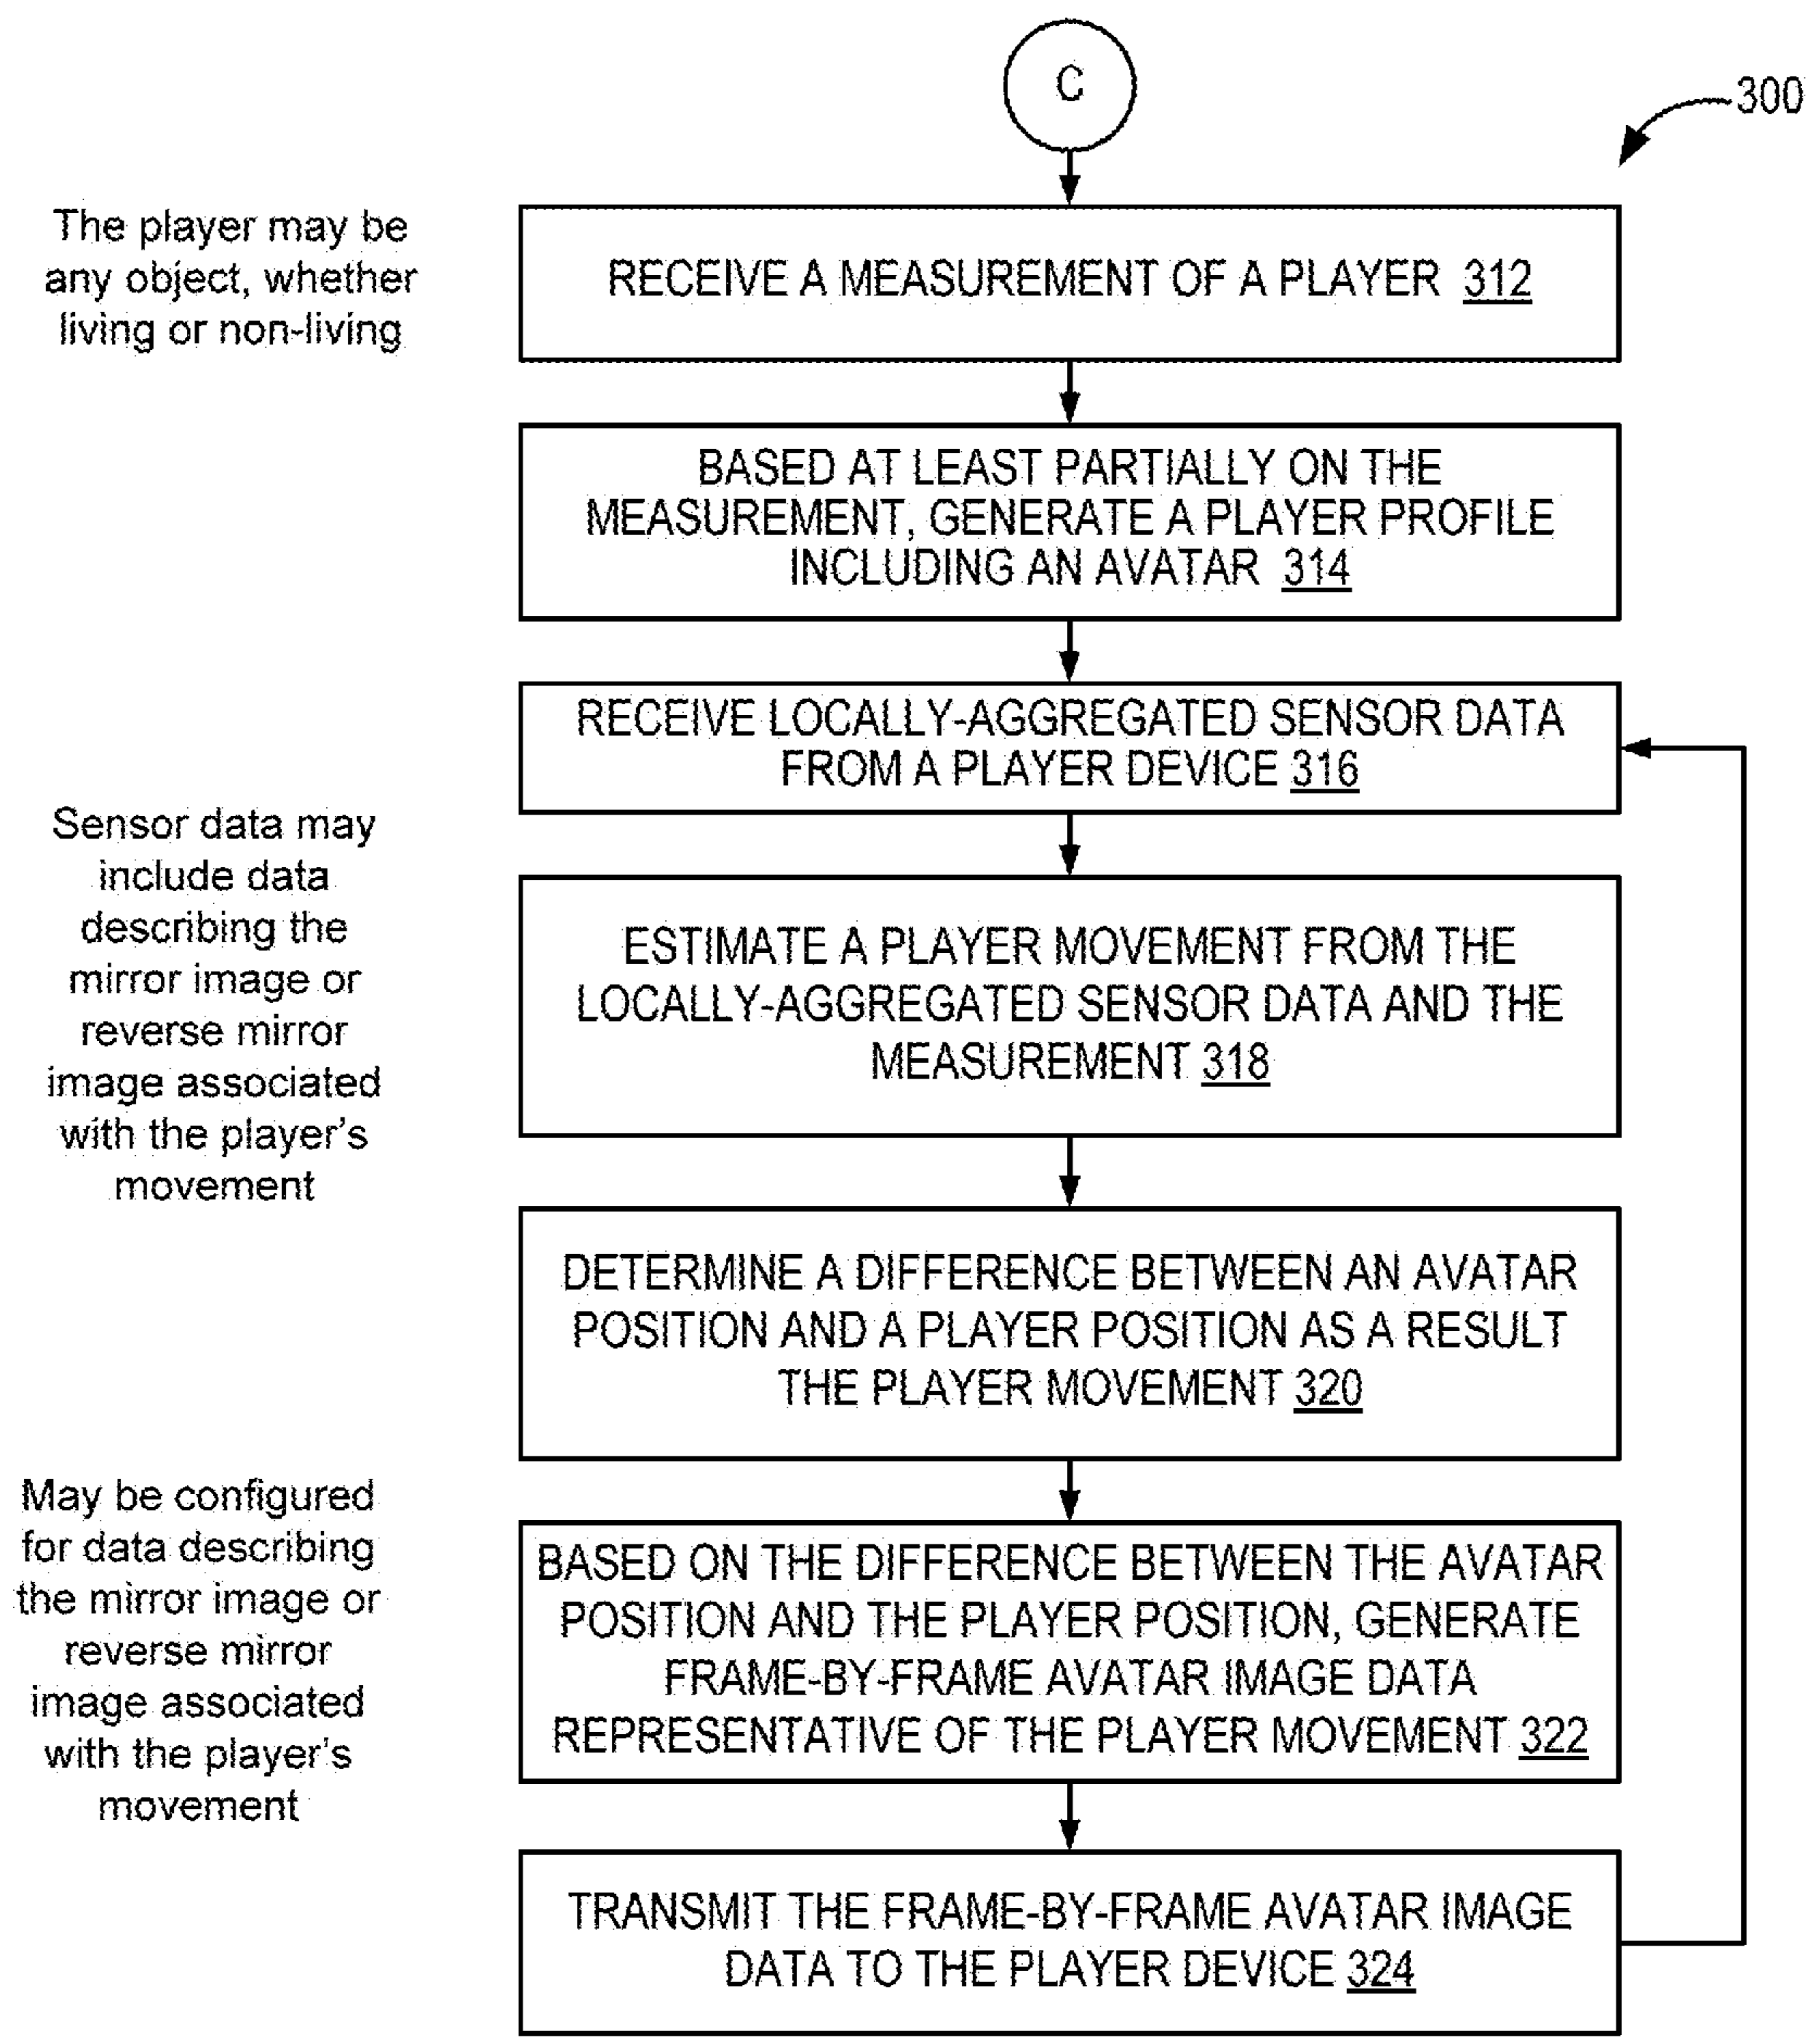 C
300
The player may be
any object, whether
living or non-living
RECEIVE A MEASUREMENT OF A PLAYER 312
BASED AT LEAST PARTIALLY ON THE
MEASUREMENT, GENERATE A PLAYER PROFILE
INCLUDING AN AVATAR 314
RECEIVE LOCALLY-AGGREGATED SENSOR DATA
FROM A PLAYER DEVICE 316
Sensor data may
include data
describing the
mirror image or
reverse mirror
image associated
with the player's
movement
ESTIMATE A PLAYER MOVEMENT FROM THE
LOCALLY-AGGREGATED SENSOR DATA AND THE
MEASUREMENT 318
DETERMINE A DIFFERENCE BETWEEN AN AVATAR
POSITION AND A PLAYER POSITION AS A RESULT
THE PLAYER MOVEMENT 320
May be configured
for data describing
the mirror image or
reverse mirror
image associated
with the player's
movement
BASED ON THE DIFFERENCE BETWEEN THE AVATAR
POSITION AND THE PLAYER POSITION, GENERATE
FRAME-BY-FRAME AVATAR IMAGE DATA
REPRESENTATIVE OF THE PLAYER MOVEMENT 322
TRANSMIT THE FRAME-BY-FRAME AVATAR IMAGE
DATA TO THE PLAYER DEVICE 324